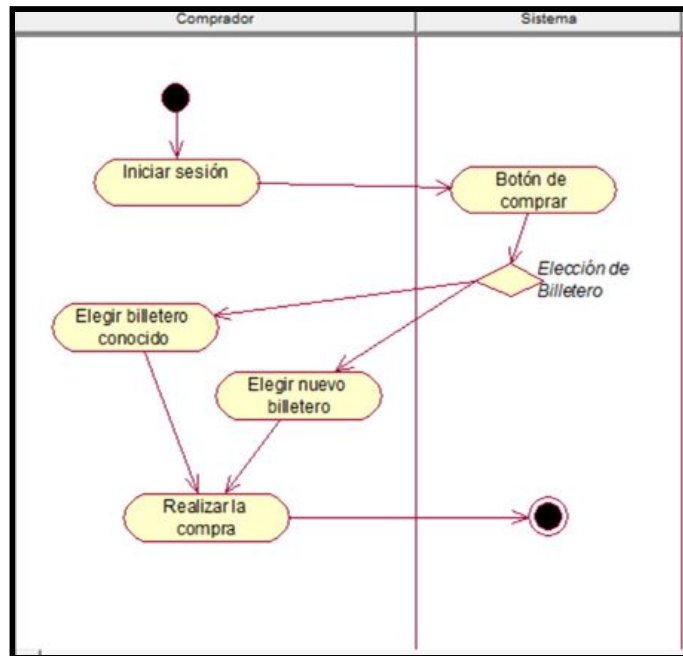 Comprador
Sistema
Iniciar sesión
Botón de
comprar
Elección de
Billetero
Elegir billetero
conocido
Elegir nuevo
billetero
Realizar la
compra